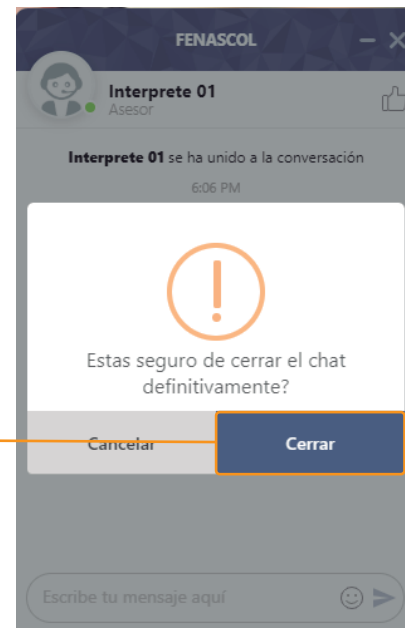 FENASCOL
Interprete 01
Asesor
Interprete 01 se ha unido a la conversación
6:06 PM
Estas seguro de cerrar el chat
definitivamente?
Cancelar Cerrar
Escribe tu mensaje aquí